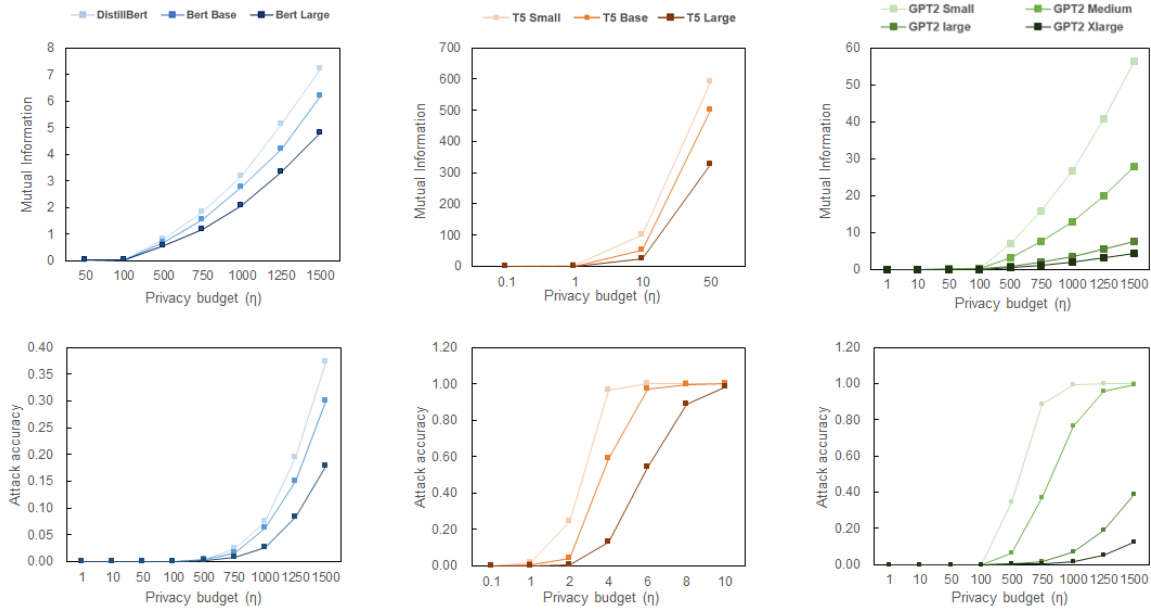 DistillBert Bert Base Bert Large
8
7
6
5
4
3
2
1
0
Mutual Information
50 100 500 750 1000 1250 1500
Privacy budget (η)
T5 Small T5 Base T5 Large
700
600
500
400
300
200
100
0
Mutual Information
0.1 1 10 50
Privacy budget (η)
GPT2 Small GPT2 Medium
GPT2 large GPT2 Xlarge
60
50
40
30
20
10
0
Mutual Information
1 10 50 100 500 750 1000 1250 1500
Privacy budget (η)
0.40
0.35
0.30
0.25
0.20
0.15
0.10
0.05
0.00
Attack accuracy
1 10 50 100 500 750 1000 1250 1500
Privacy budget (η)
1.20
1.00
0.80
0.60
0.40
0.20
0.00
Attack accuracy
0.1 1 2 4 6 8 10
Privacy budget (η)
1.20
1.00
0.80
0.60
0.40
0.20
0.00
Attack accuracy
1 10 50 100 500 750 1000 1250 1500
Privacy budget (η)